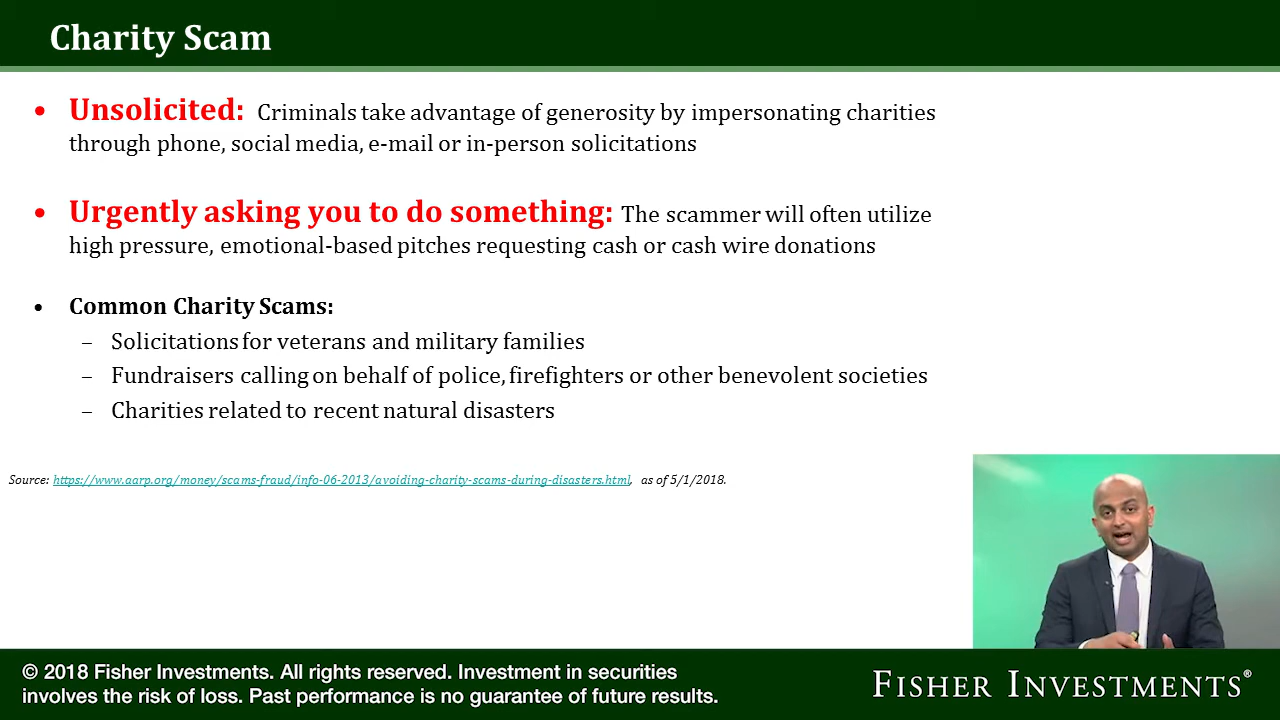 Charity Scam
• Unsolicited: Criminals take advantage of generosity by impersonating charities
through phone, social media, e-mail or in-person solicitations
• Urgently asking you to do something: The scammer will often utilize
high pressure, emotional-based pitches requesting cash or cash wire donations
• Common Charity Scams:
– Solicitations for veterans and military families
– Fundraisers calling on behalf of police, firefighters or other benevolent societies
– Charities related to recent natural disasters
Source: https://www.aarp.org/money/scams-fraud/info-06-2013/avoiding-charity-scams-during-disasters.html, as of 5/1/2018.
© 2018 Fisher Investments. All rights reserved. Investment in securities
involves the risk of loss. Past performance is no guarantee of future results.
FISHER INVESTMENTS®